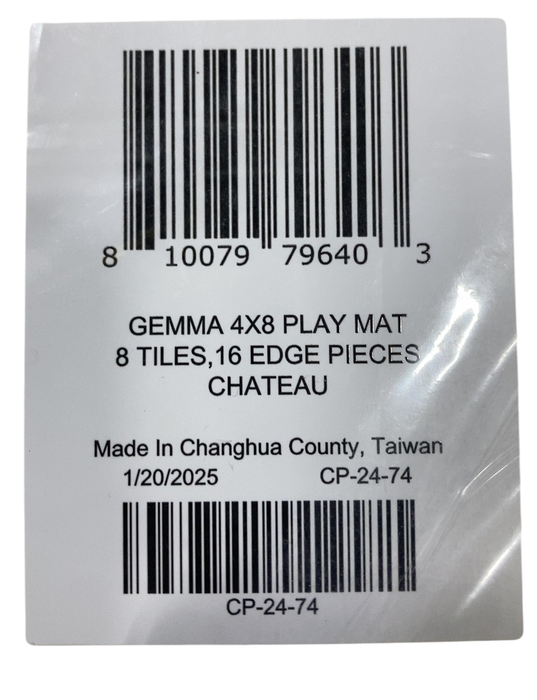 8 10079 79640 3
GEMMA 4X8 PLAY MAT
8 TILES,16 EDGE PIECES
CHATEAU
Made In Changhua County, Taiwan
1/20/2025 CP-24-74
CP-24-74